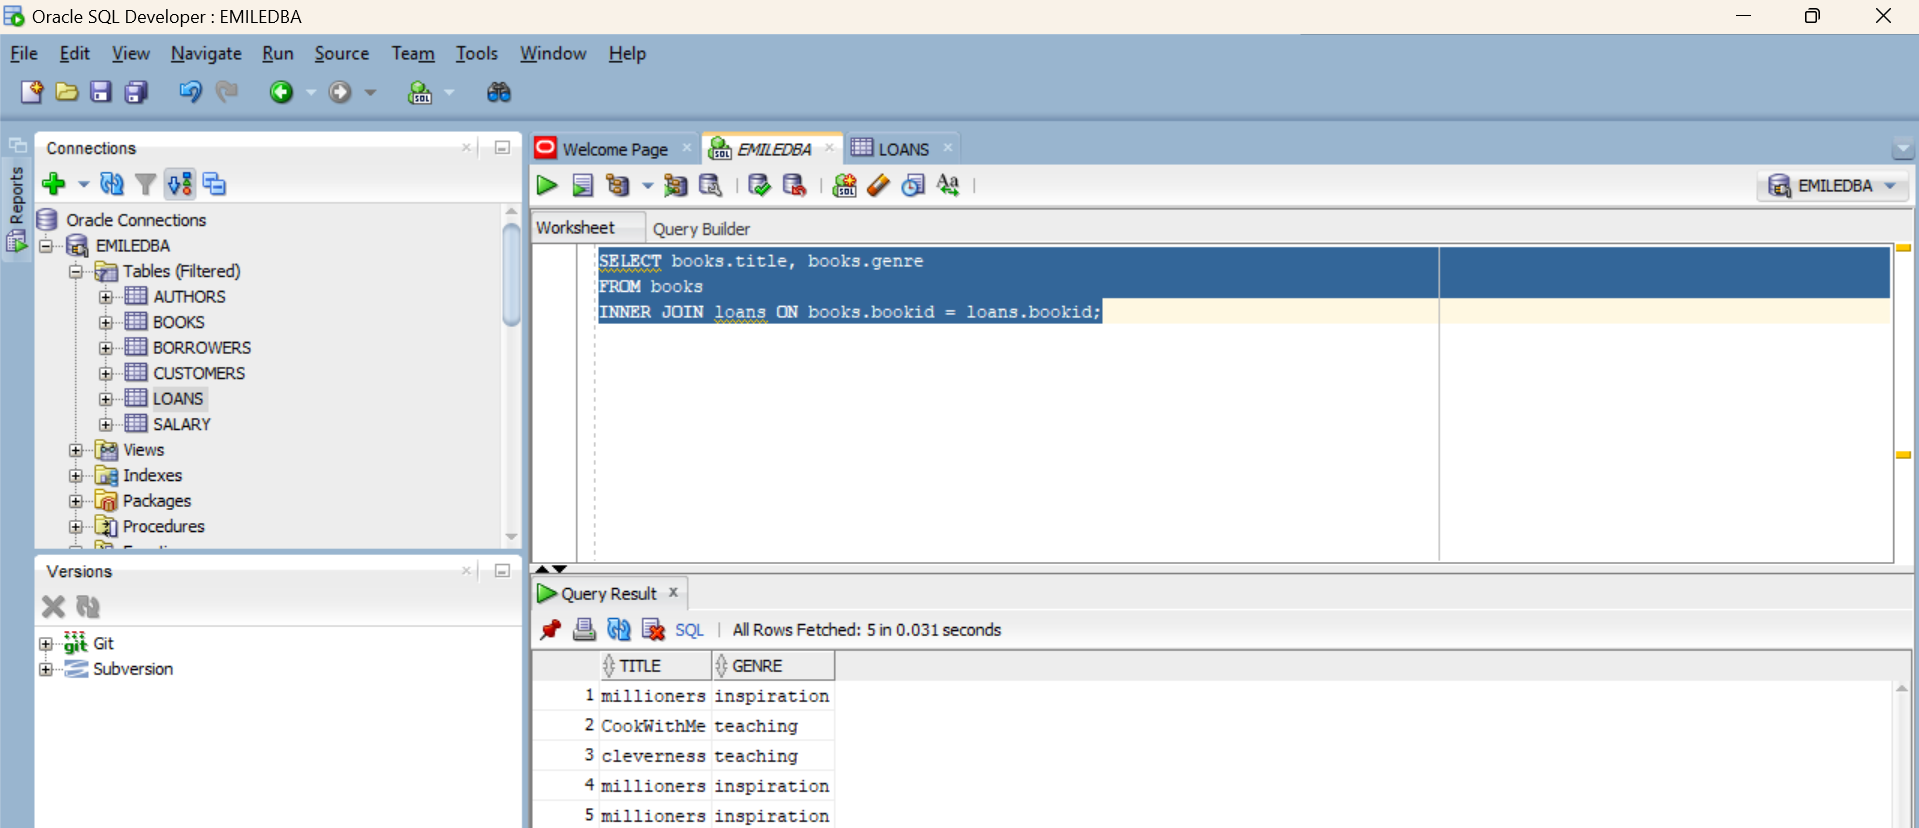 Oracle SQL Developer : EMILEDBA
File Edit View Navigate Run Source Team Tools Window Help
Reports
Connections
Oracle Connections
EMILEDBA
Tables (Filtered)
AUTHORS
BOOKS
BORROWERS
CUSTOMERS
LOANS
SALARY
Views
Indexes
Packages
Procedures
Versions
git Git
Subversion
Welcome Page EMILEDBA LOANS
EMILEDBA
Worksheet Query Builder
SELECT books.title, books.genre
FROM books
INNER JOIN loans ON books.bookid = loans.bookid;
Query Result
SQL | All Rows Fetched: 5 in 0.031 seconds
TITLE GENRE
1 millioners inspiration
2 CookWithMe teaching
3 cleverness teaching
4 millioners inspiration
5 millioners inspiration